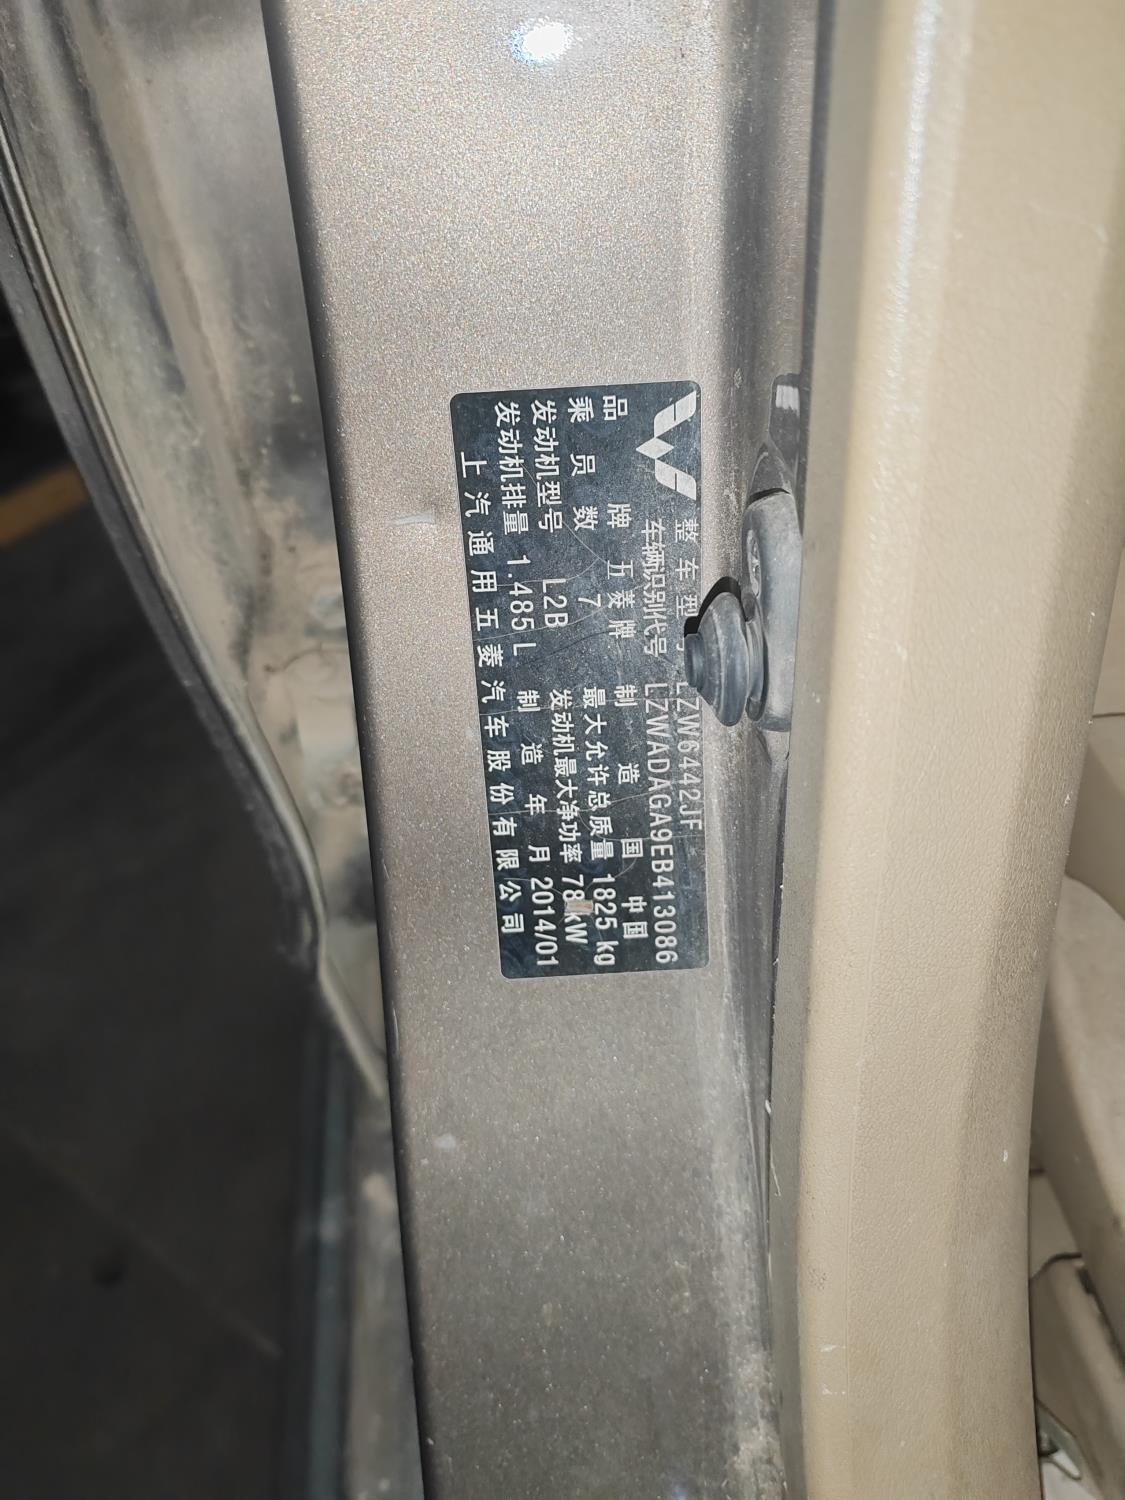 整车型号 LZW6442JF
车辆识别代号 LZWADAGA9EB413086
品牌 五菱牌 制造国 中国
乘员数 7 最大允许总质量 1825 kg
发动机型号 L2B 发动机最大净功率 78 kW
发动机排量 1.485 L 制造年月 2014/01
上汽通用五菱汽车股份有限公司